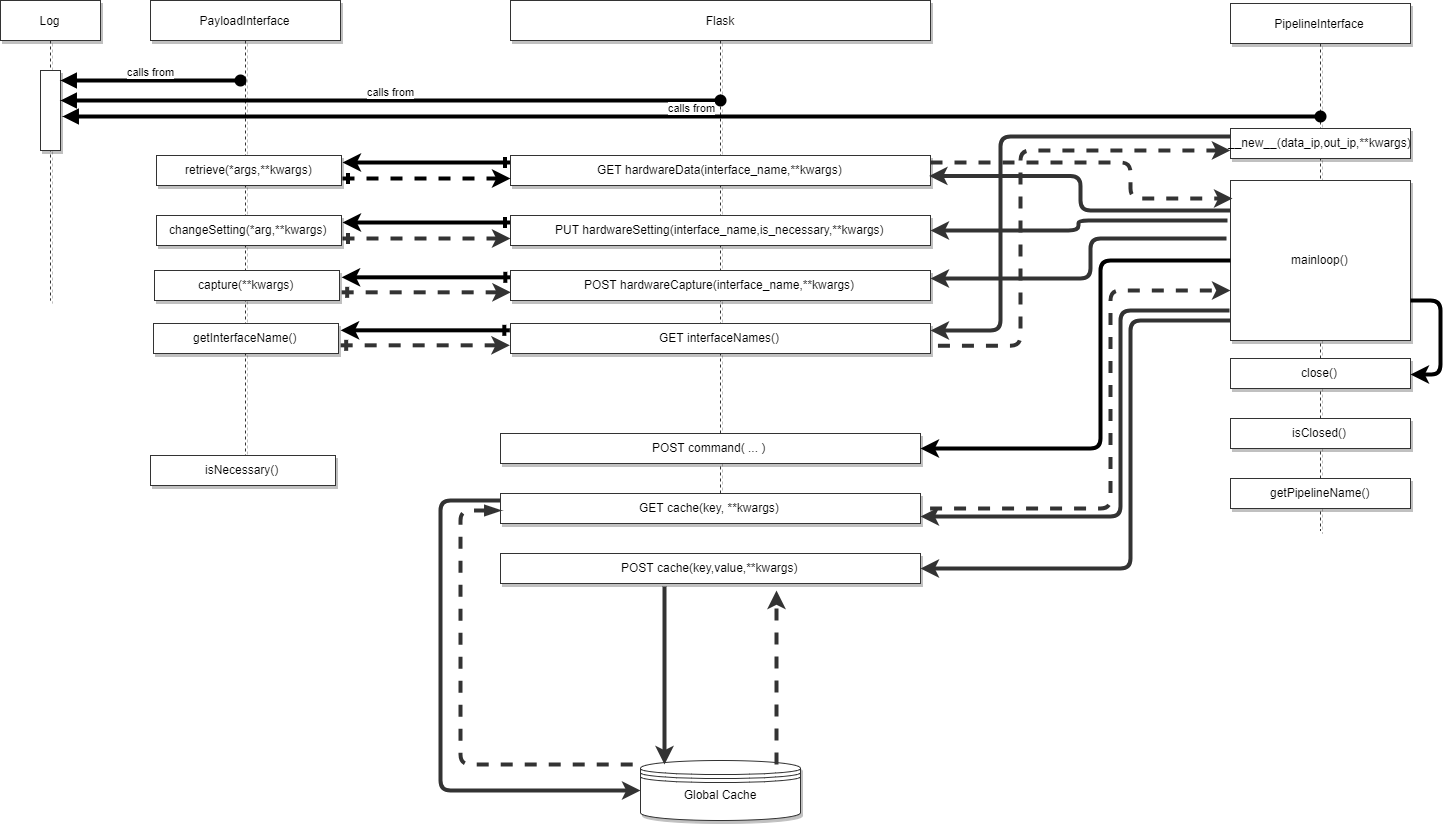 Log
PayloadInterface
Flask
PipelineInterface
calls from
calls from
calls from
__new__(data_ip,out_ip,**kwargs)
retrieve(*args,**kwargs)
GET hardwareData(interface_name,**kwargs)
changeSetting(*arg,**kwargs)
PUT hardwareSetting(interface_name,is_necessary,**kwargs)
mainloop()
capture(**kwargs)
POST hardwareCapture(interface_name,**kwargs)
getInterfaceName()
GET interfaceNames()
close()
isClosed()
POST command( ... )
isNecessary()
getPipelineName()
GET cache(key, **kwargs)
POST cache(key,value,**kwargs)
Global Cache